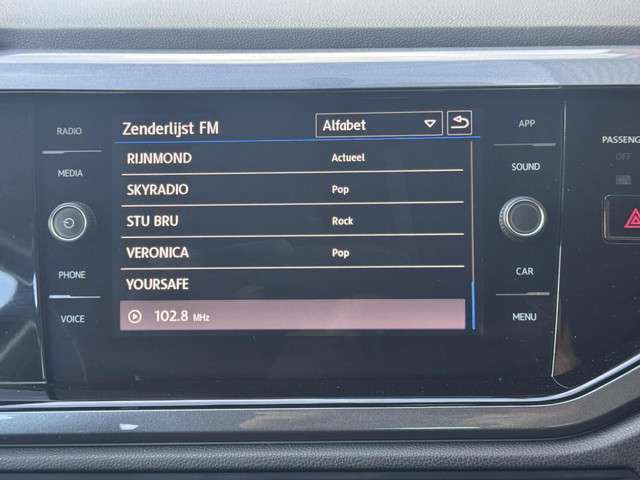 RADIO
MEDIA
PHONE
VOICE
Zenderlijst FM
Alfabet
RIJNMOND Actueel
SKYRADIO Pop
STU BRU Rock
VERONICA Pop
YOURSAFE
102.8 MHz
APP
SOUND
CAR
MENU
PASSENG
OFF